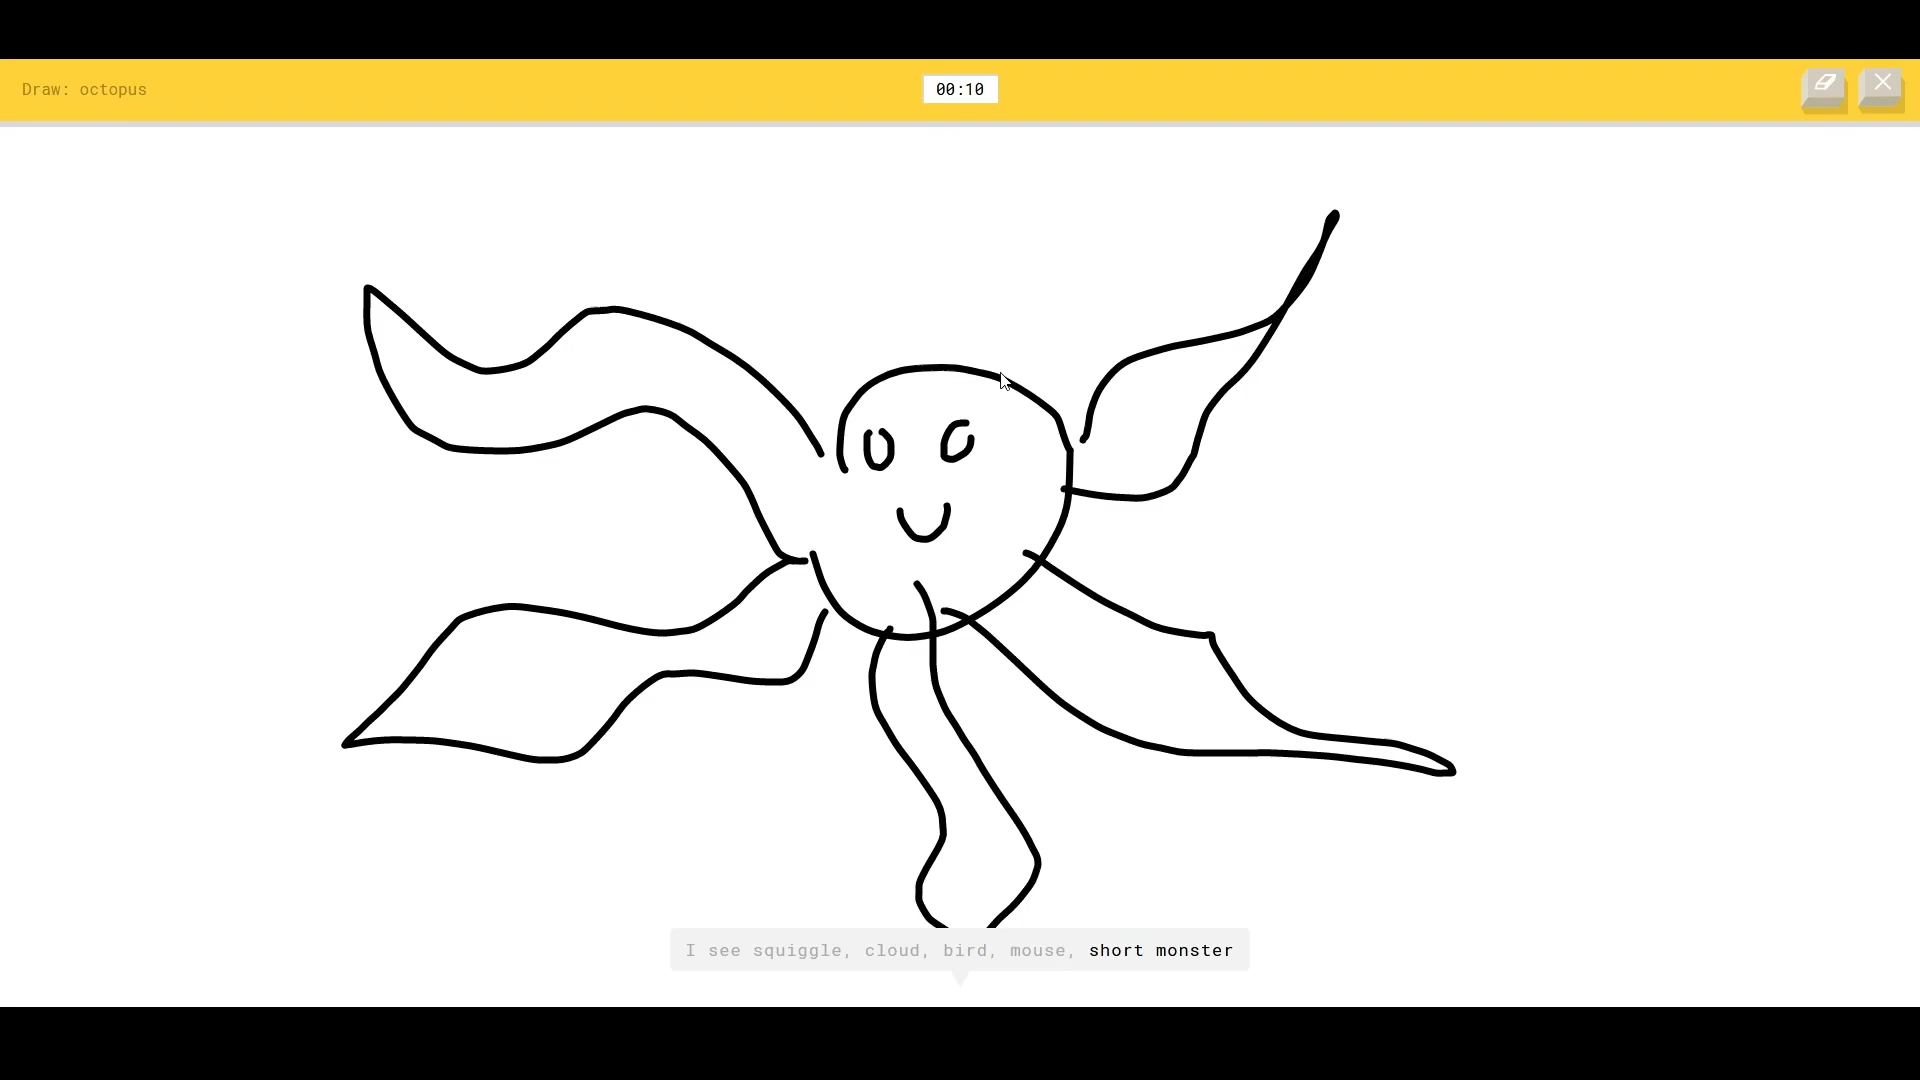 Draw: octopus
00:10
I see squiggle, cloud, bird, mouse, short monster